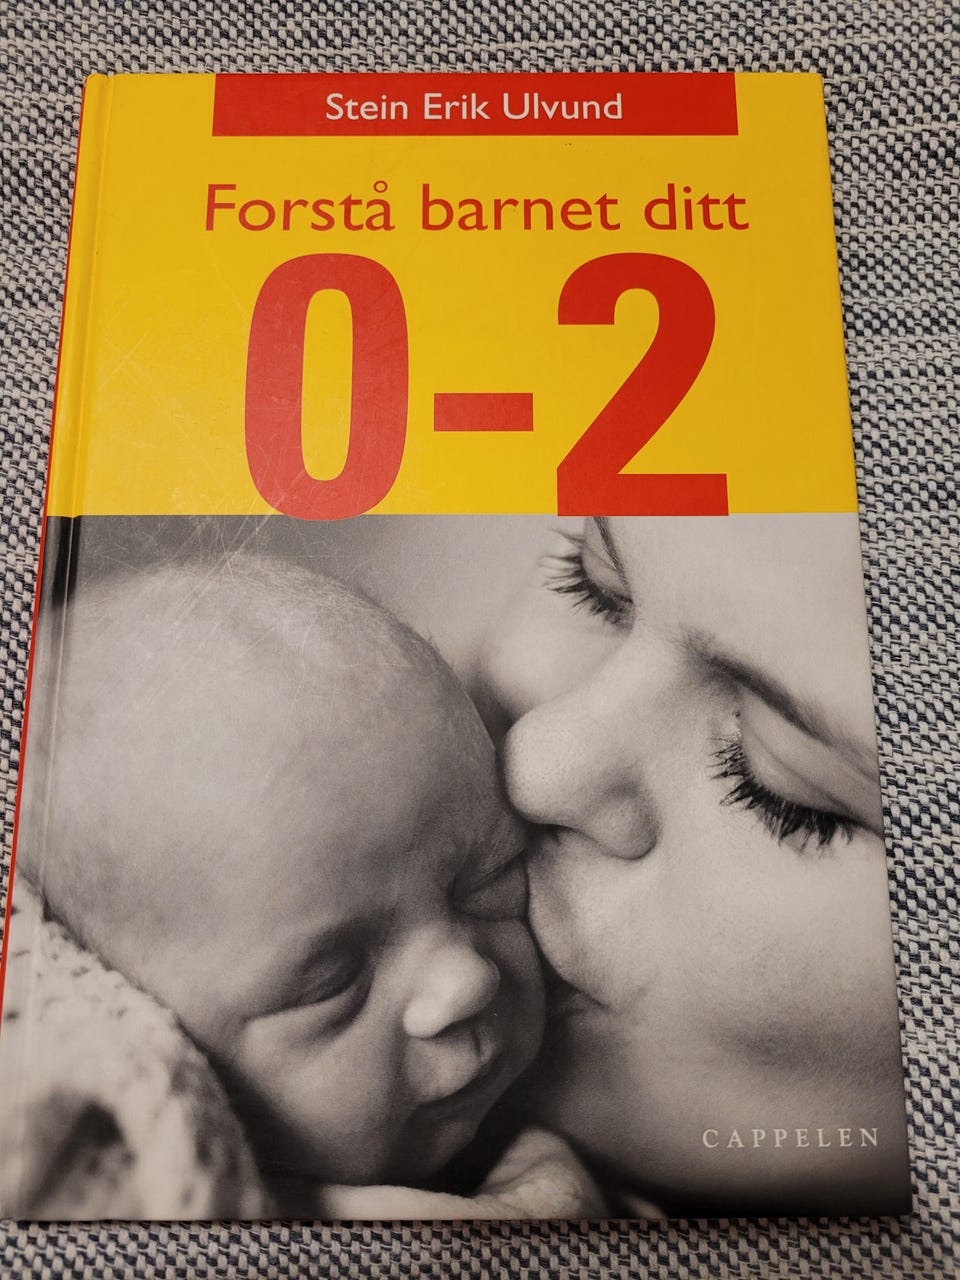 Stein Erik Ulvund
Forstå barnet ditt
0-2
CAPPELEN